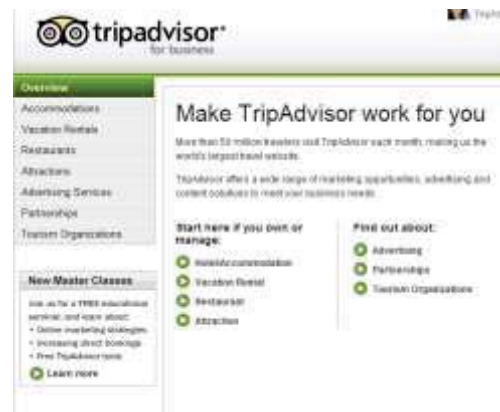 tripadvisor
for business
Overview
Accommodations
Vacation Rentals
Restaurants
Attractions
Advertising Services
Partnerships
Tourism Organizations
New Master Classes
Join us for a FREE educational
seminar, and learn about:
• Online marketing strategies
• Increasing direct bookings
• Free TripAdvisor tools
Learn more
Make TripAdvisor work for you
More than 50 million travelers visit TripAdvisor each month, making us the
world's largest travel website.
TripAdvisor offers a wide range of marketing opportunities, advertising and
content solutions to meet your business needs.
Start here if you own or
manage:
Hotel/Accommodation
Vacation Rental
Restaurant
Attraction
Find out about:
Advertising
Partnerships
Tourism Organizations